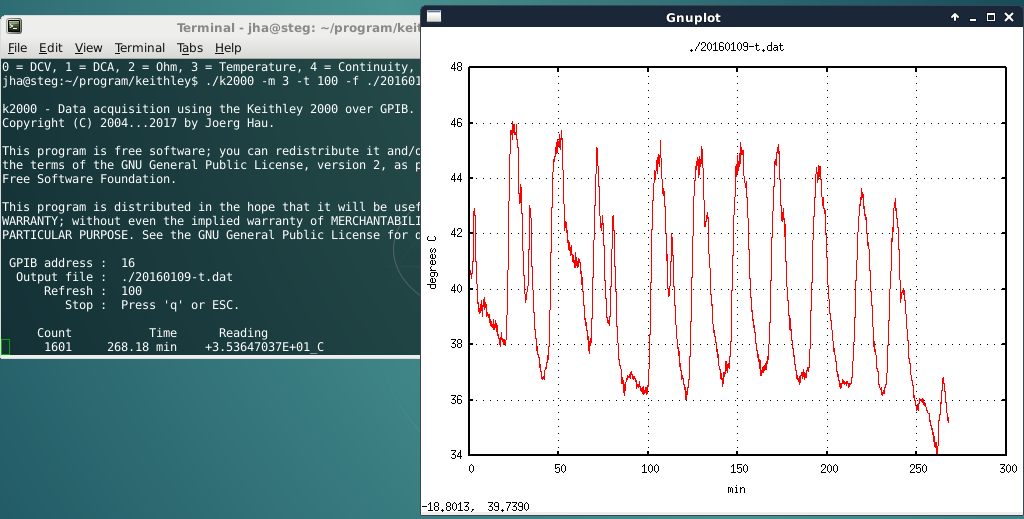 Terminal - jha@steg: ~/program/keit
File Edit View Terminal Tabs Help
0 = DCV, 1 = DCA, 2 = Ohm, 3 = Temperature, 4 = Continuity,
jha@steg:~/program/keithley$ ./k2000 -m 3 -t 100 -f ./201601
k2000 - Data acquisition using the Keithley 2000 over GPIB.
Copyright (C) 2004...2017 by Joerg Hau.
This program is free software; you can redistribute it and/o
the terms of the GNU General Public License, version 2, as p
Free Software Foundation.
This program is distributed in the hope that it will be usef
WARRANTY; without even the implied warranty of MERCHANTABILI
PARTICULAR PURPOSE. See the GNU General Public License for d
GPIB address : 16
Output file : ./20160109-t.dat
Refresh : 100
Stop : Press 'q' or ESC.
Count Time Reading
1601 268.18 min +3.53647037E+01_C
Gnuplot
./20160109-t.dat
48
46
44
42
40
38
36
34
degrees C
0 50 100 150 200 250 300
min
-18.8013, 39.7390